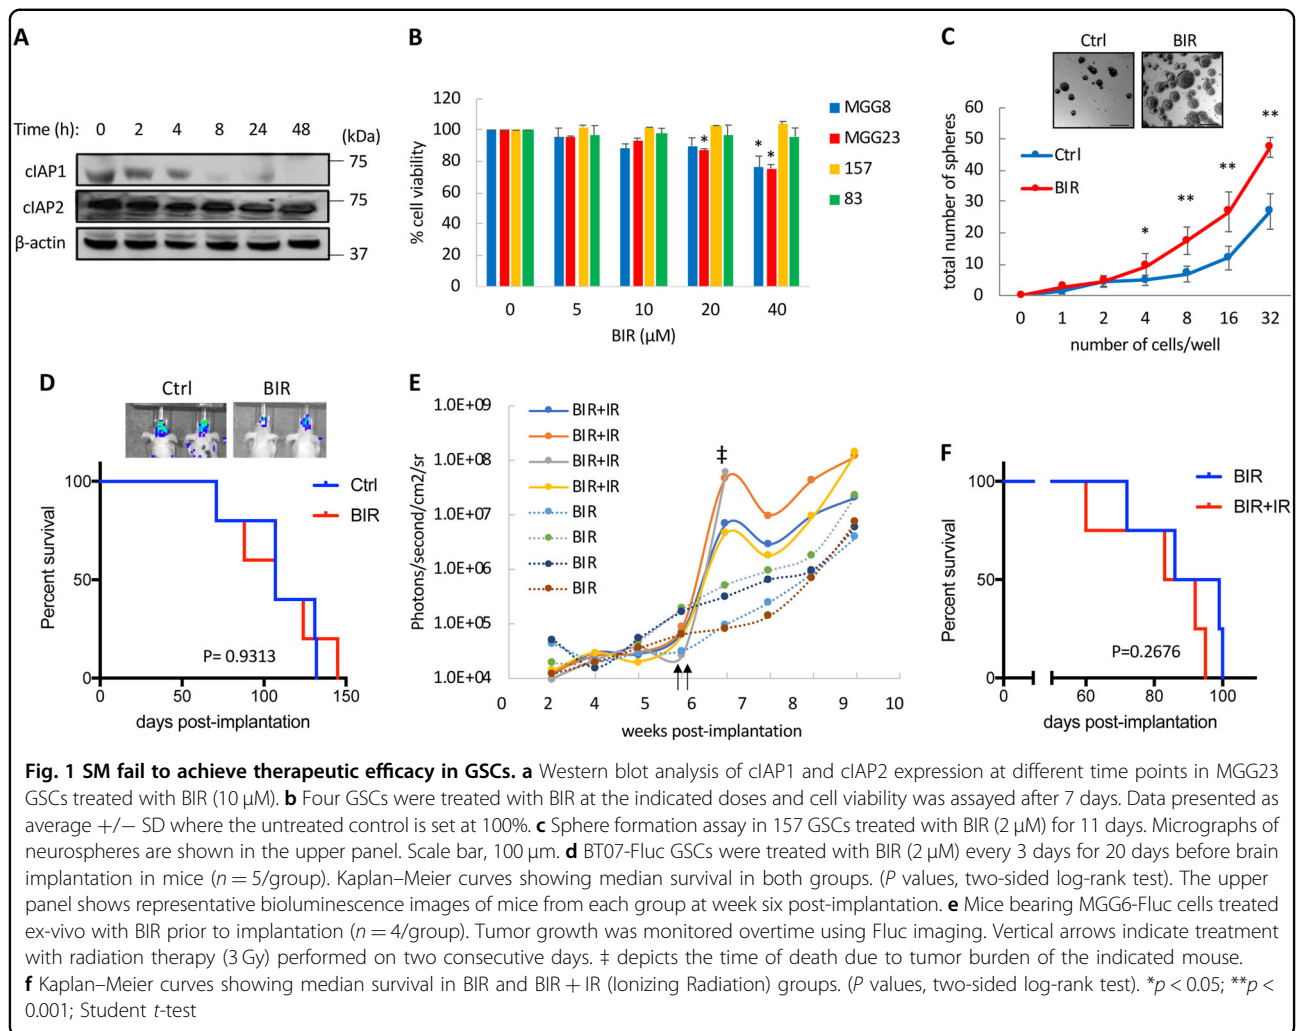 A
Time (h): 0 2 4 8 24 48 (kDa)
cIAP1
75
cIAP2
75
β-actin
37
B
% cell viability
120
100
80
60
40
20
0
* * *
0 5 10 20 40
BIR (µM)
MGG8
MGG23
157
83
C
Ctrl BIR
total number of spheres
60
50
40
30
20
10
0
Ctrl
BIR
* ** ** **
0 1 2 4 8 16 32
number of cells/well
D
Ctrl BIR
Percent survival
100
50
0
Ctrl
BIR
P= 0.9313
0 50 100 150
days post-implantation
E
Photons/second/cm2/sr
1.0E+09
1.0E+08
1.0E+07
1.0E+06
1.0E+05
1.0E+04
BIR+IR
BIR+IR
BIR+IR
BIR+IR
BIR
BIR
BIR
BIR
‡
0 2 4 5 6 7 8 9 10
weeks post-implantation
F
Percent survival
100
50
0
BIR
BIR+IR
P=0.2676
0 60 80 100
days post-implantation
Fig. 1 SM fail to achieve therapeutic efficacy in GSCs. a Western blot analysis of cIAP1 and cIAP2 expression at different time points in MGG23
GSCs treated with BIR (10 µM). b Four GSCs were treated with BIR at the indicated doses and cell viability was assayed after 7 days. Data presented as
average +/− SD where the untreated control is set at 100%. c Sphere formation assay in 157 GSCs treated with BIR (2 µM) for 11 days. Micrographs of
neurospheres are shown in the upper panel. Scale bar, 100 µm. d BT07-Fluc GSCs were treated with BIR (2 µM) every 3 days for 20 days before brain
implantation in mice (n = 5/group). Kaplan–Meier curves showing median survival in both groups. (P values, two-sided log-rank test). The upper
panel shows representative bioluminescence images of mice from each group at week six post-implantation. e Mice bearing MGG6-Fluc cells treated
ex-vivo with BIR prior to implantation (n = 4/group). Tumor growth was monitored overtime using Fluc imaging. Vertical arrows indicate treatment
with radiation therapy (3 Gy) performed on two consecutive days. ‡ depicts the time of death due to tumor burden of the indicated mouse.
f Kaplan–Meier curves showing median survival in BIR and BIR + IR (Ionizing Radiation) groups. (P values, two-sided log-rank test). *p < 0.05; **p <
0.001; Student t-test